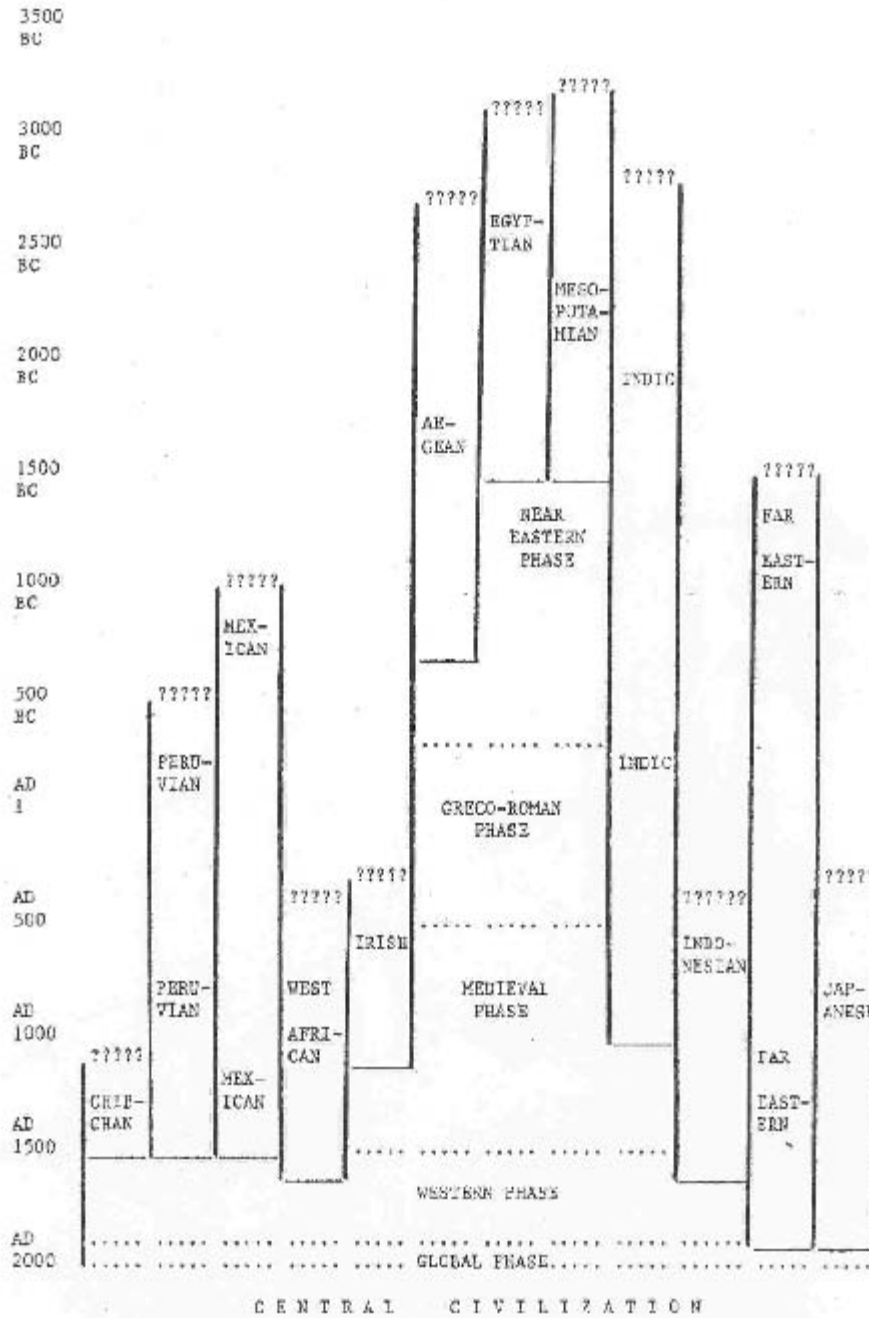 3500
BC
?????
?????
3000
BC
?????
?????
EGYP-
TIAN
2500
BC
MESO-
POTA-
MIAN
2000
BC
INDIC
AE-
GEAN
1500
BC
?????
NEAR
EASTERN
PHASE
FAR
EAST-
ERN
1000
BC
?????
MEX-
ICAN
500
BC
?????
PERU-
VIAN
INDIC
AD
1
GRECO-ROMAN
PHASE
?????
?????
AD
500
?????
??????
IRISH
INDO-
NESIAN
PERU-
VIAN
WEST
AFRI-
CAN
MEDIEVAL
PHASE
JAP-
ANESE
AD
1000
?????
FAR
EAST-
ERN
CHIB-
CHAN
MEX-
ICAN
AD
1500
WESTERN PHASE
AD
2000
GLOBAL PHASE
CENTRAL CIVILIZATION